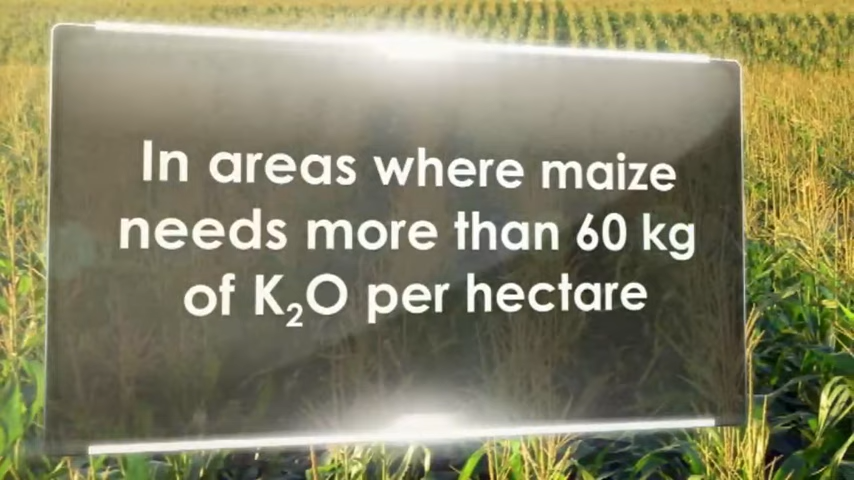 In areas where maize
needs more than 60 kg
of K₂O per hectare